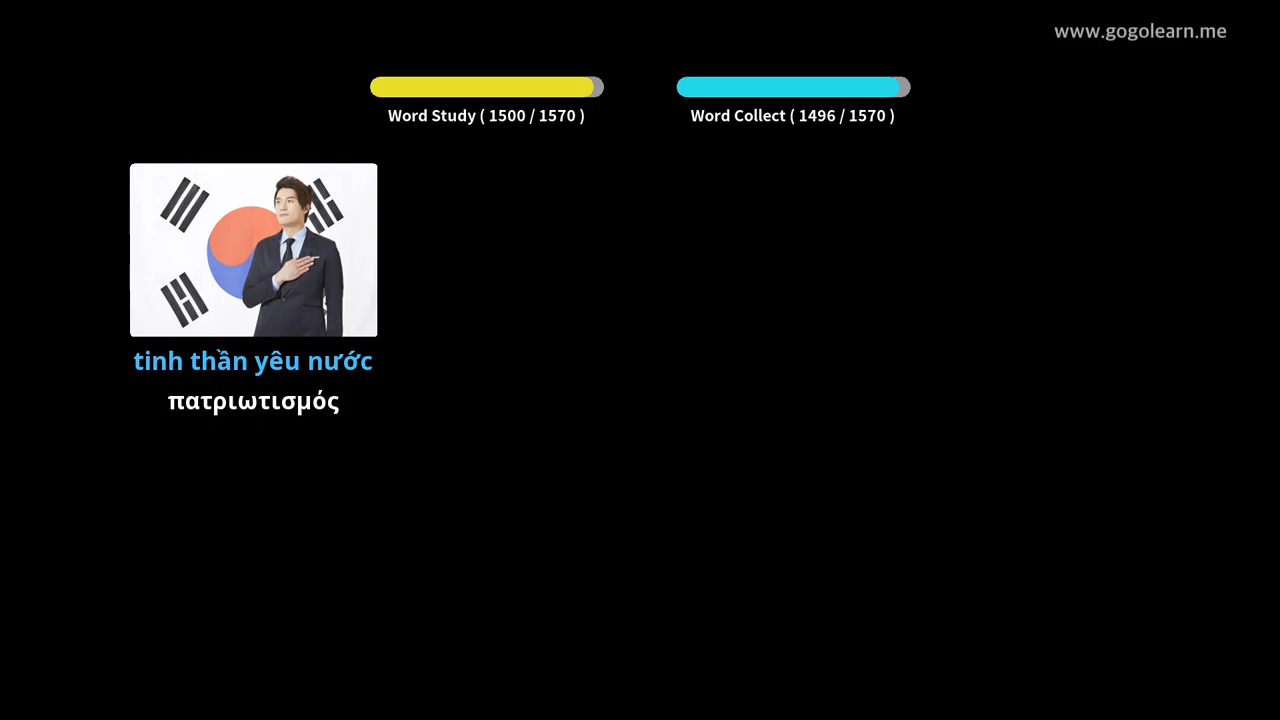 www.gogolearn.me
Word Study ( 1500 / 1570 )
Word Collect ( 1496 / 1570 )
tinh thần yêu nước
πατριωτισμός